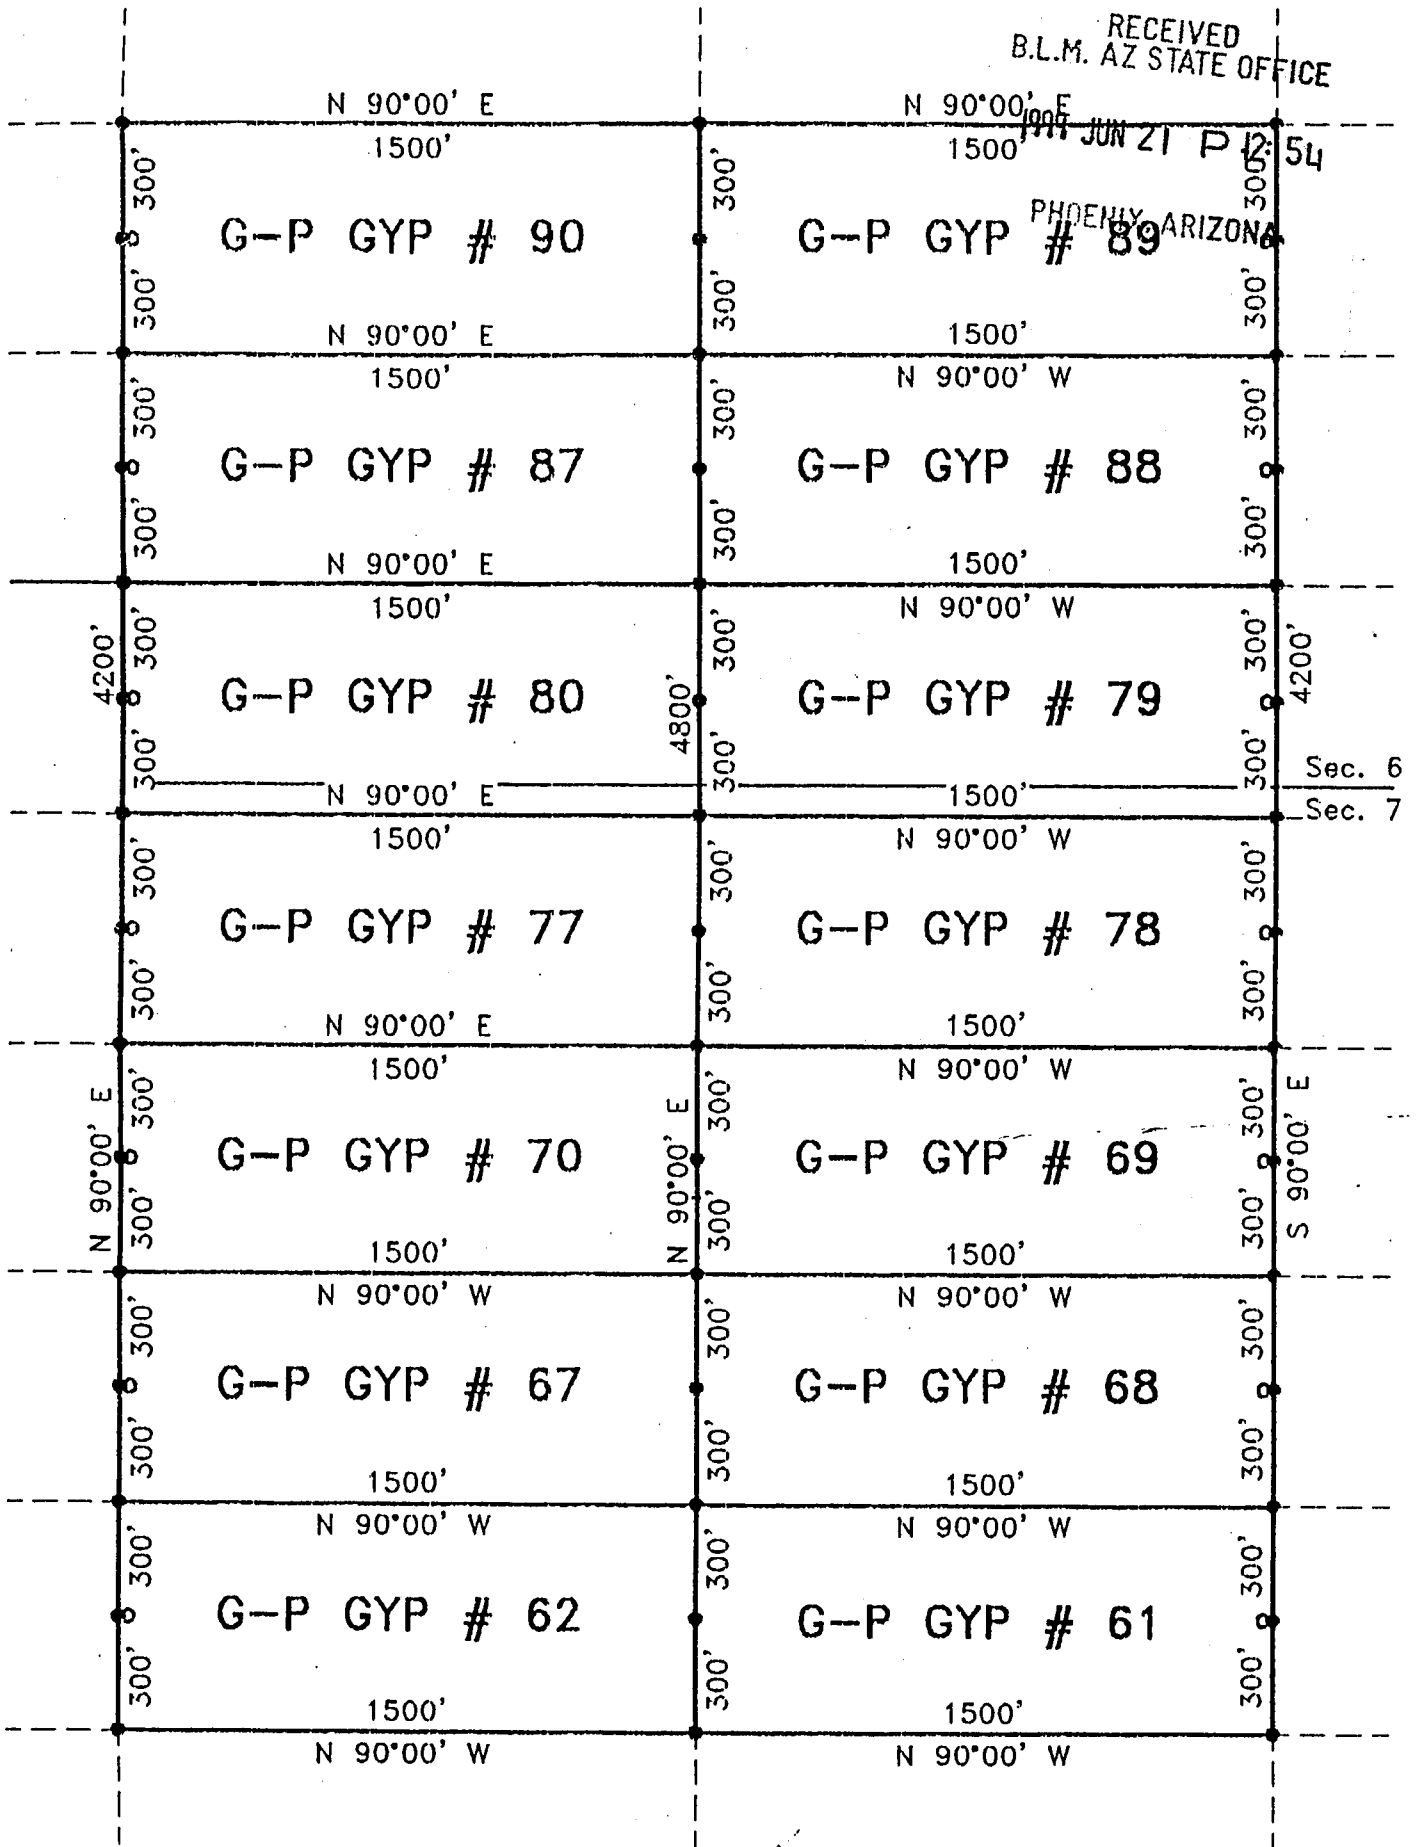 RECEIVED
B.L.M. AZ STATE OFFICE
JUN 21 P 12:54
PHOENIX, ARIZONA
N 90°00' E
N 90°00' E
1500'
1500'
300'
300'
300'
G-P GYP # 90
G-P GYP # 89
300'
300'
300'
N 90°00' E
1500'
1500'
N 90°00' W
300'
300'
300'
G-P GYP # 87
G-P GYP # 88
300'
300'
300'
N 90°00' E
1500'
1500'
N 90°00' W
4200'
300'
300'
300'
4200'
G-P GYP # 80
4800'
G-P GYP # 79
300'
300'
300'
Sec. 6
N 90°00' E
1500'
Sec. 7
1500'
N 90°00' W
300'
300'
300'
G-P GYP # 77
G-P GYP # 78
300'
300'
300'
N 90°00' E
1500'
1500'
N 90°00' W
N 90°00' E
300'
N 90°00' E
300'
300'
S 90°00' E
G-P GYP # 70
G-P GYP # 69
300'
300'
300'
1500'
1500'
N 90°00' W
N 90°00' W
300'
300'
300'
G-P GYP # 67
G-P GYP # 68
300'
300'
300'
1500'
1500'
N 90°00' W
N 90°00' W
300'
300'
300'
G-P GYP # 62
G-P GYP # 61
300'
300'
300'
1500'
1500'
N 90°00' W
N 90°00' W